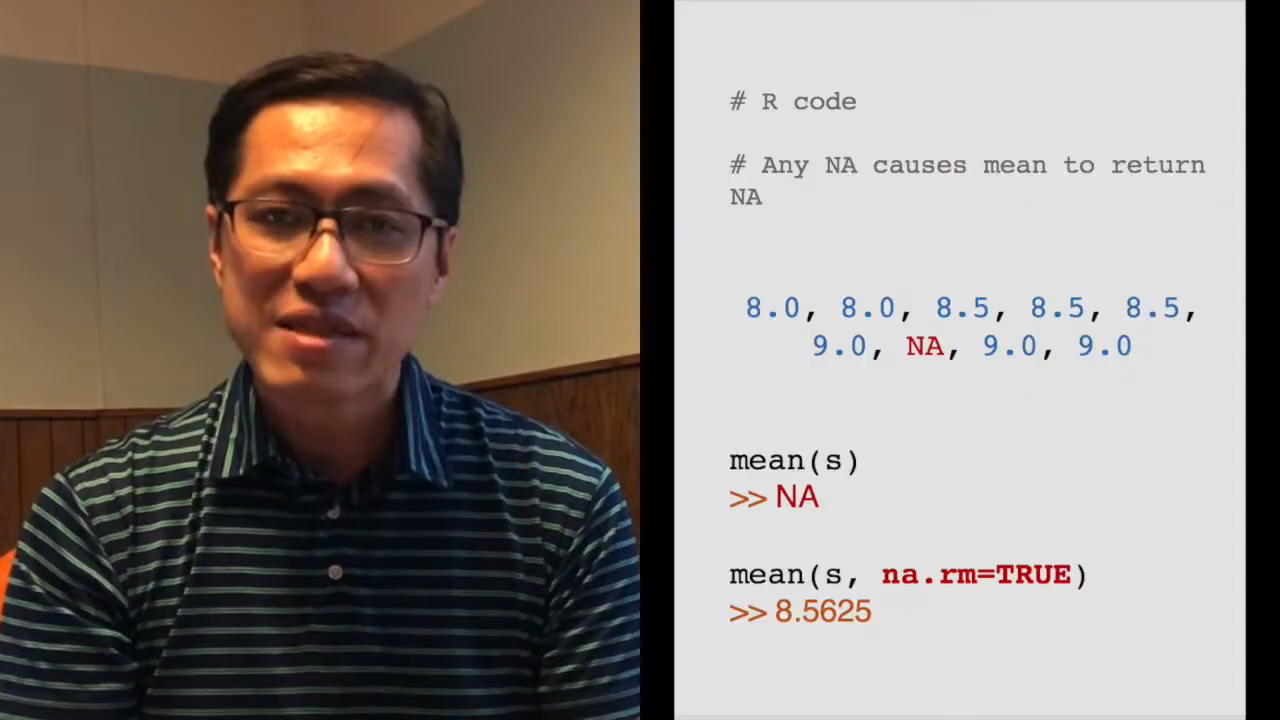 # R code
# Any NA causes mean to return
NA
8.0, 8.0, 8.5, 8.5, 8.5,
9.0, NA, 9.0, 9.0
mean(s)
>> NA
mean(s, na.rm=TRUE)
>> 8.5625